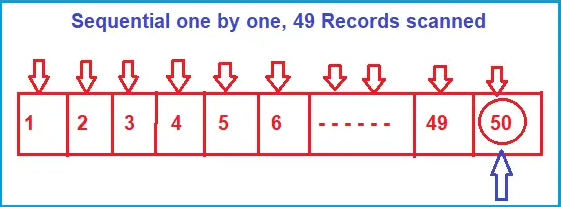 Sequential one by one, 49 Records scanned
1 2 3 4 5 6 - - - - - - 49 50